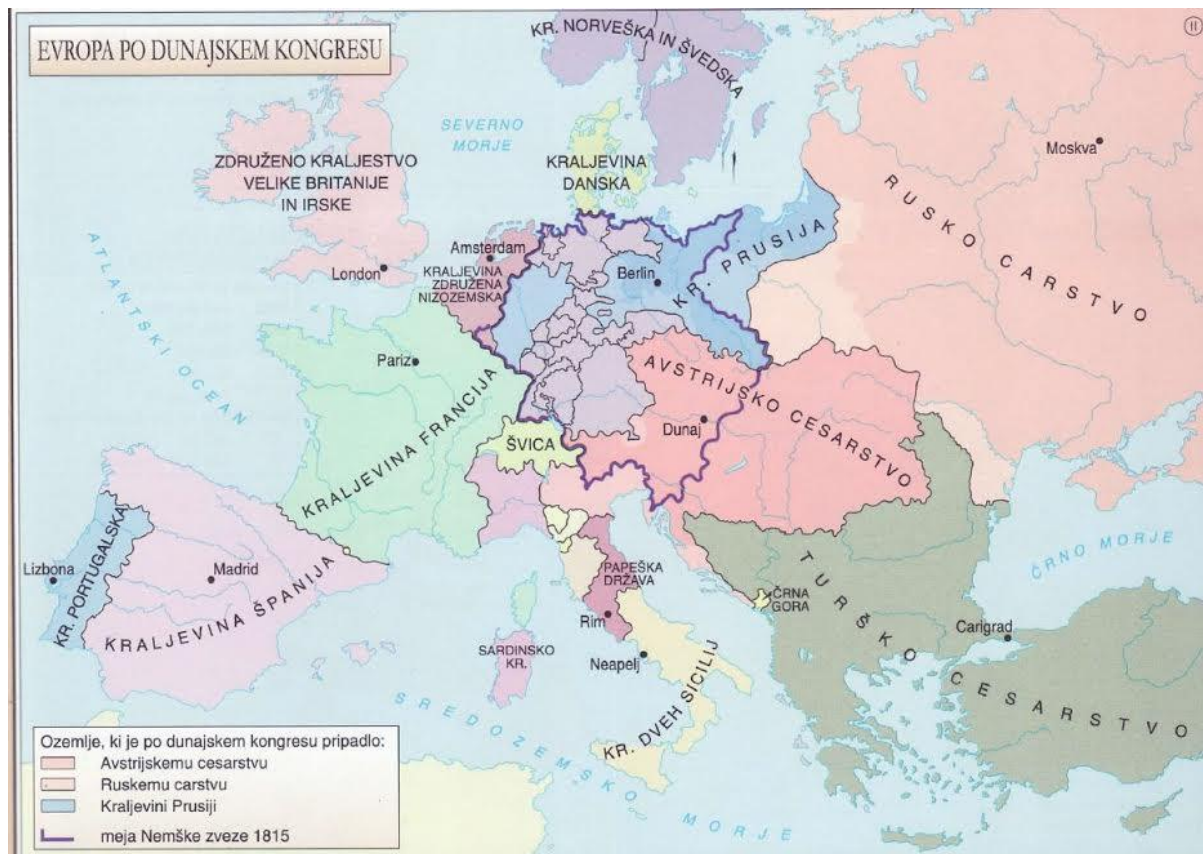 EVROPA PO DUNAJSKEM KONGRESU
II
KR. NORVEŠKA IN ŠVEDSKA
SEVERNO
MORJE
ZDRUŽENO KRALJESTVO
VELIKE BRITANIJE
IN IRSKE
KRALJEVINA
DANSKA
Moskva
RUSKO CARSTVO
ATLANTSKI OCEAN
London
Amsterdam
KRALJEVINA
ZDRUŽENA
NIZOZEMSKA
Berlin
KR. PRUSIJA
Pariz
KRALJEVINA FRANCIJA
AVSTRIJSKO CESARSTVO
Dunaj
ŠVICA
KR. PORTUGALSKA
Lizbona
Madrid
KRALJEVINA ŠPANIJA
PAPEŠKA
DRŽAVA
Rim
SARDINSKO
KR.
Neapelj
KR. DVEH SICILIJ
ČRNA
GORA
TURŠKO CESARSTVO
Carigrad
ČRNO MORJE
SREDOZEMSKO MORJE
Ozemlje, ki je po dunajskem kongresu pripadlo:
Avstrijskemu cesarstvu
Ruskemu carstvu
Kraljevini Prusiji
meja Nemške zveze 1815